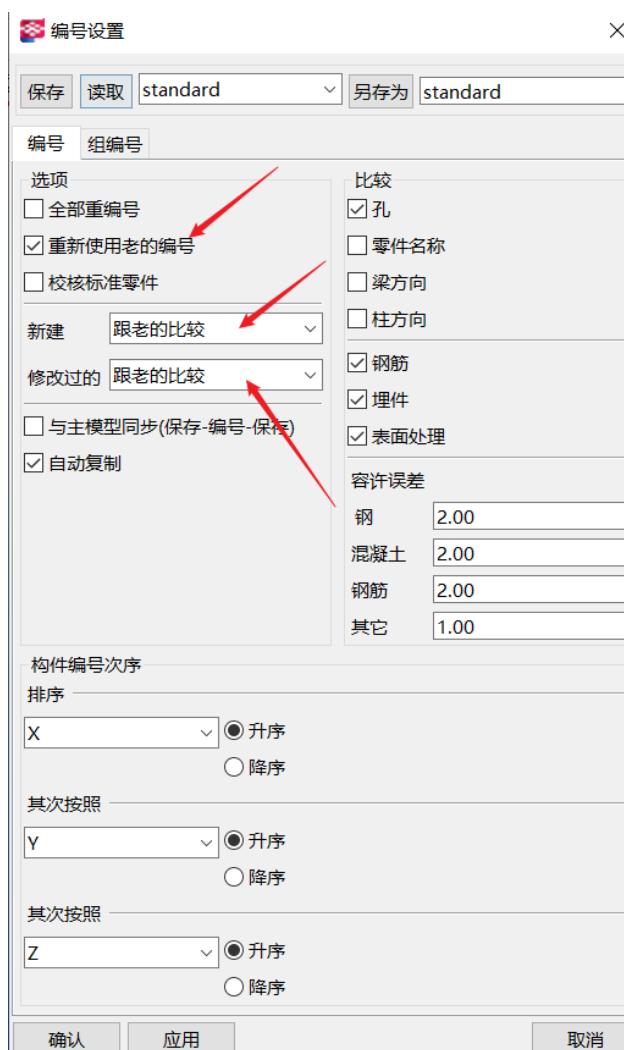 编号设置
保存 读取 standard 另存为 standard
编号 组编号
选项
全部重编号
重新使用老的编号
校核标准零件
新建 跟老的比较
修改过的 跟老的比较
与主模型同步(保存-编号-保存)
自动复制
比较
孔
零件名称
梁方向
柱方向
钢筋
埋件
表面处理
容许误差
钢 2.00
混凝土 2.00
钢筋 2.00
其它 1.00
构件编号次序
排序
X 升序
降序
其次按照
Y 升序
降序
其次按照
Z 升序
降序
确认 应用 取消